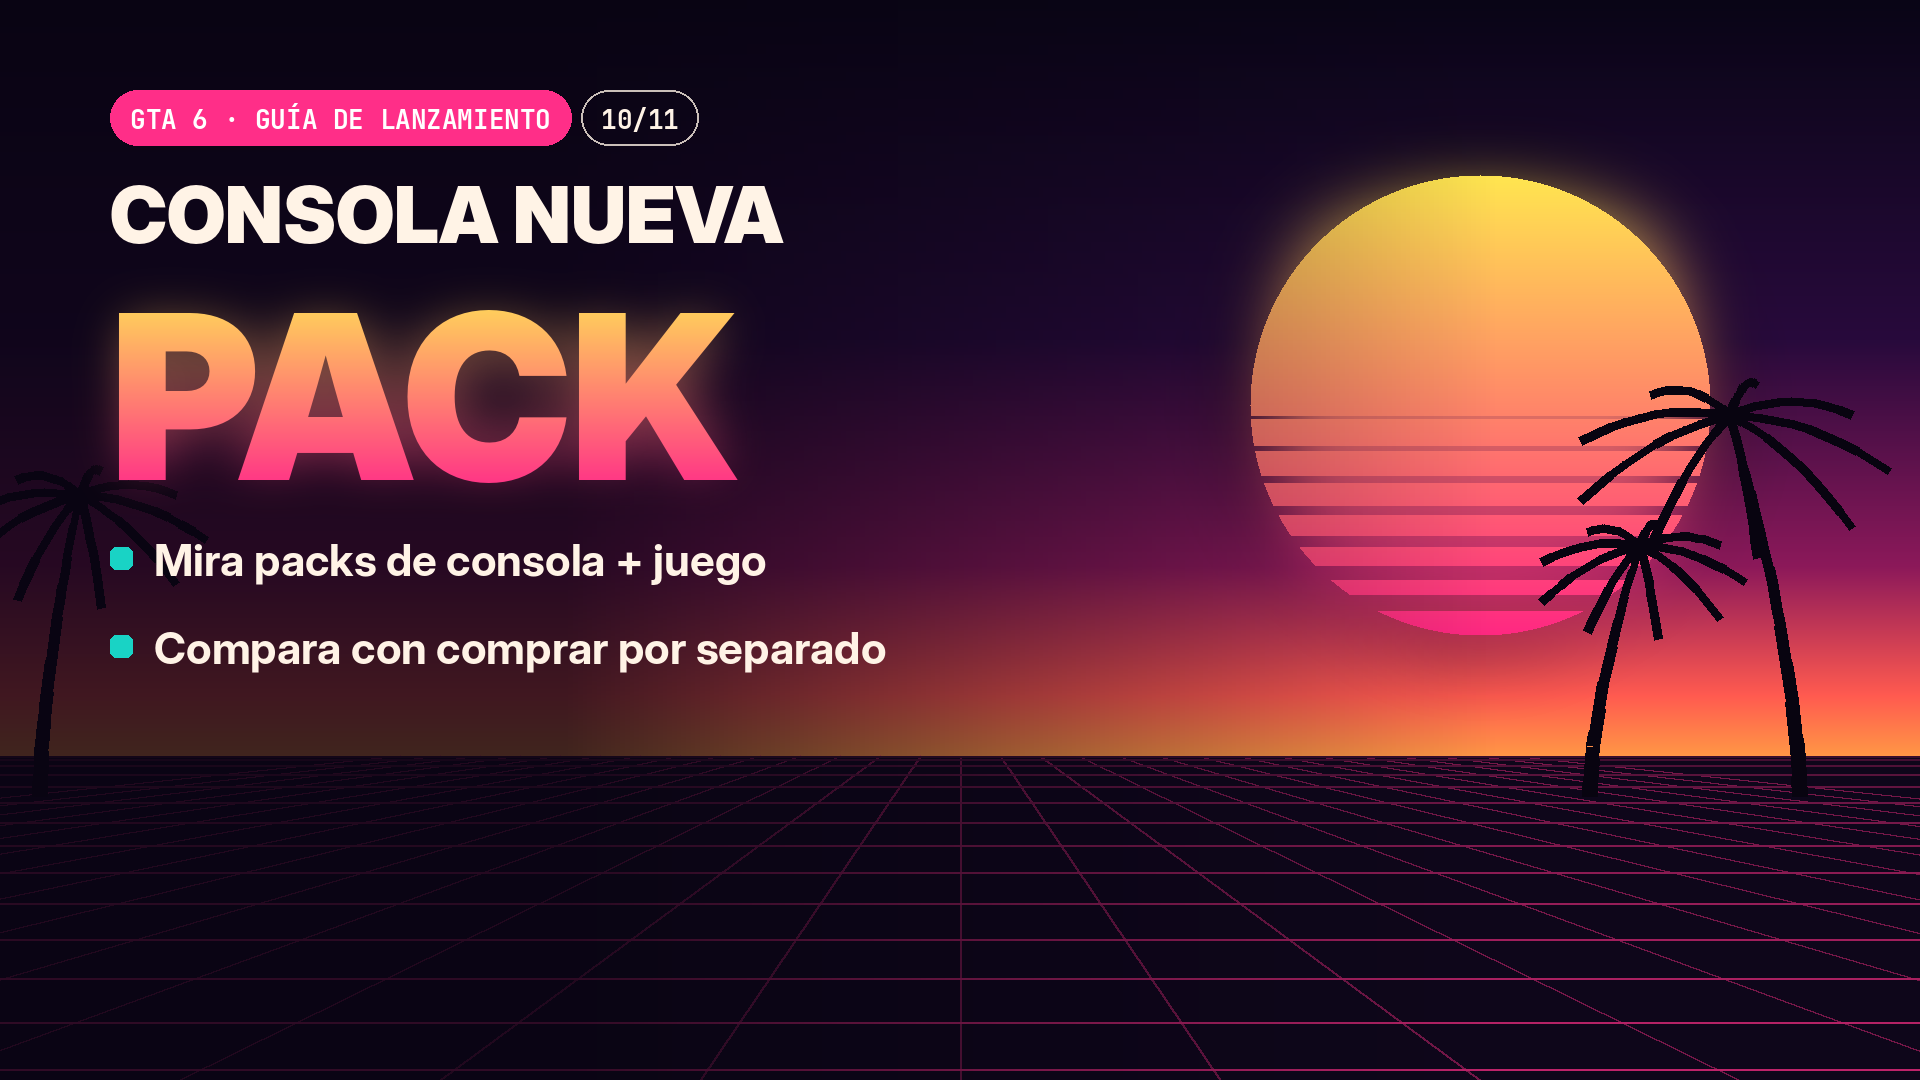 GTA 6 · GUÍA DE LANZAMIENTO
10/11
CONSOLA NUEVA
PACK
Mira packs de consola + juego
Compara con comprar por separado